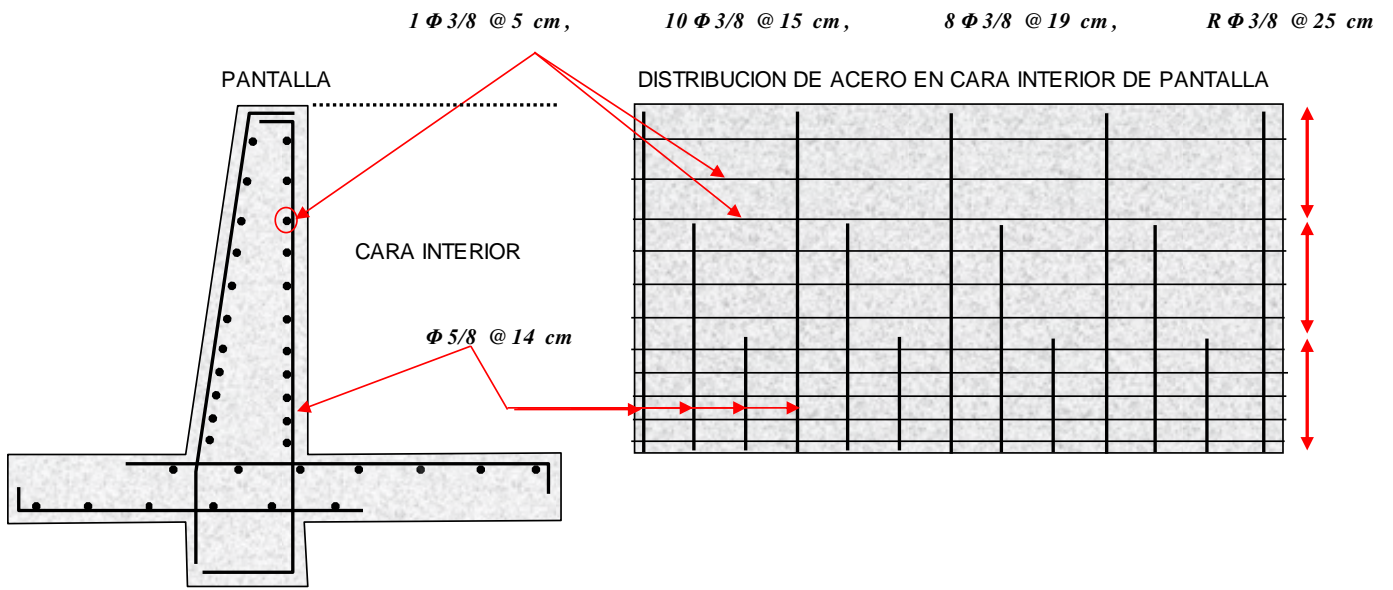 1 Φ 3/8 @ 5 cm, 10 Φ 3/8 @ 15 cm, 8 Φ 3/8 @ 19 cm, R Φ 3/8 @ 25 cm
PANTALLA DISTRIBUCION DE ACERO EN CARA INTERIOR DE PANTALLA
CARA INTERIOR
Φ 5/8 @ 14 cm